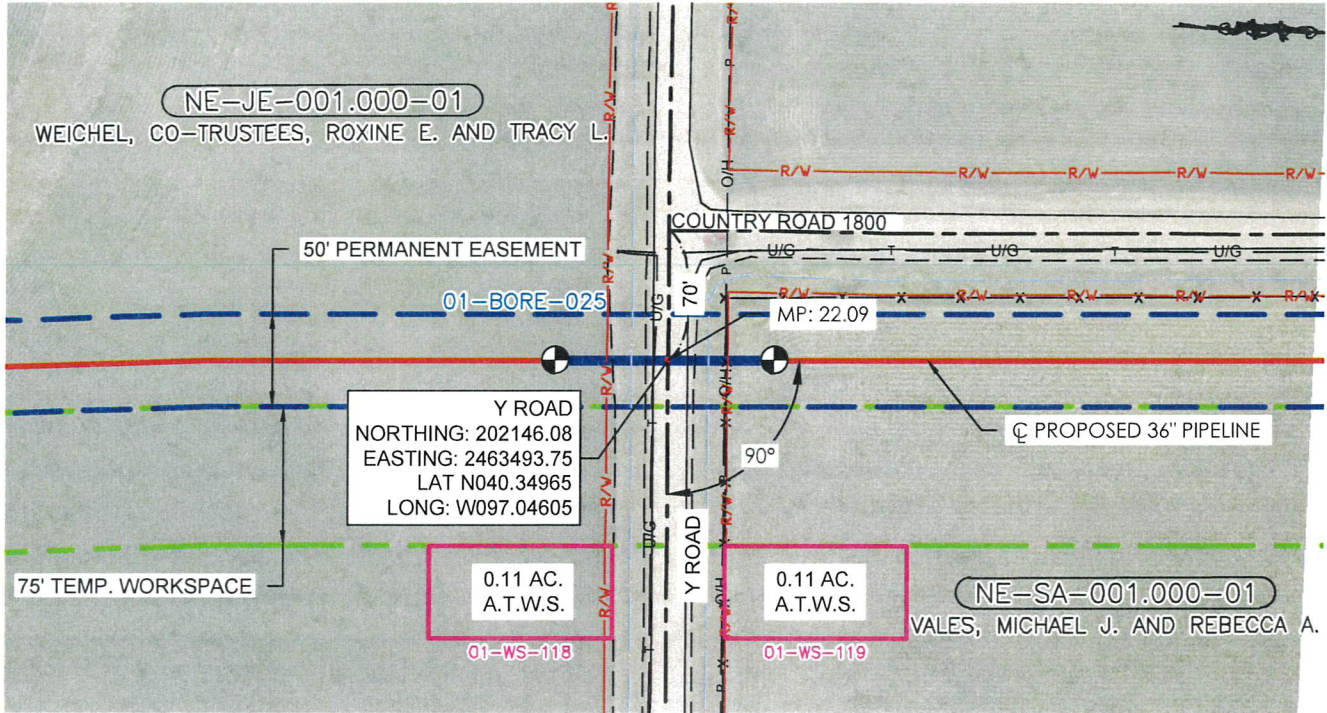 NE-JE-001.000-01
WEICHEL, CO-TRUSTEES, ROXINE E. AND TRACY L.
R/W
R/W
R/W
P
R/W
O/H
R/W
R/W
R/W
R/W
R/W
COUNTRY ROAD 1800
T
U/G
T
U/G
T
U/G
50' PERMANENT EASEMENT
R/W
P
01-BORE-025
U/G
70'
X
R/W
X
X
R/W
X
R/W
X
R/W
X
R/W
X
MP: 22.09
X
O/H
R/W
X
Y ROAD
NORTHING: 202146.08
EASTING: 2463493.75
LAT N040.34965
LONG: W097.04605
T
℄ PROPOSED 36" PIPELINE
90°
R/W
P
R/W
X
U/G
75' TEMP. WORKSPACE
0.11 AC.
A.T.W.S.
R/W
Y ROAD
O/H
R/W
0.11 AC.
A.T.W.S.
NE-SA-001.000-01
VALES, MICHAEL J. AND REBECCA A.
01-WS-118
T
01-WS-119
X
P